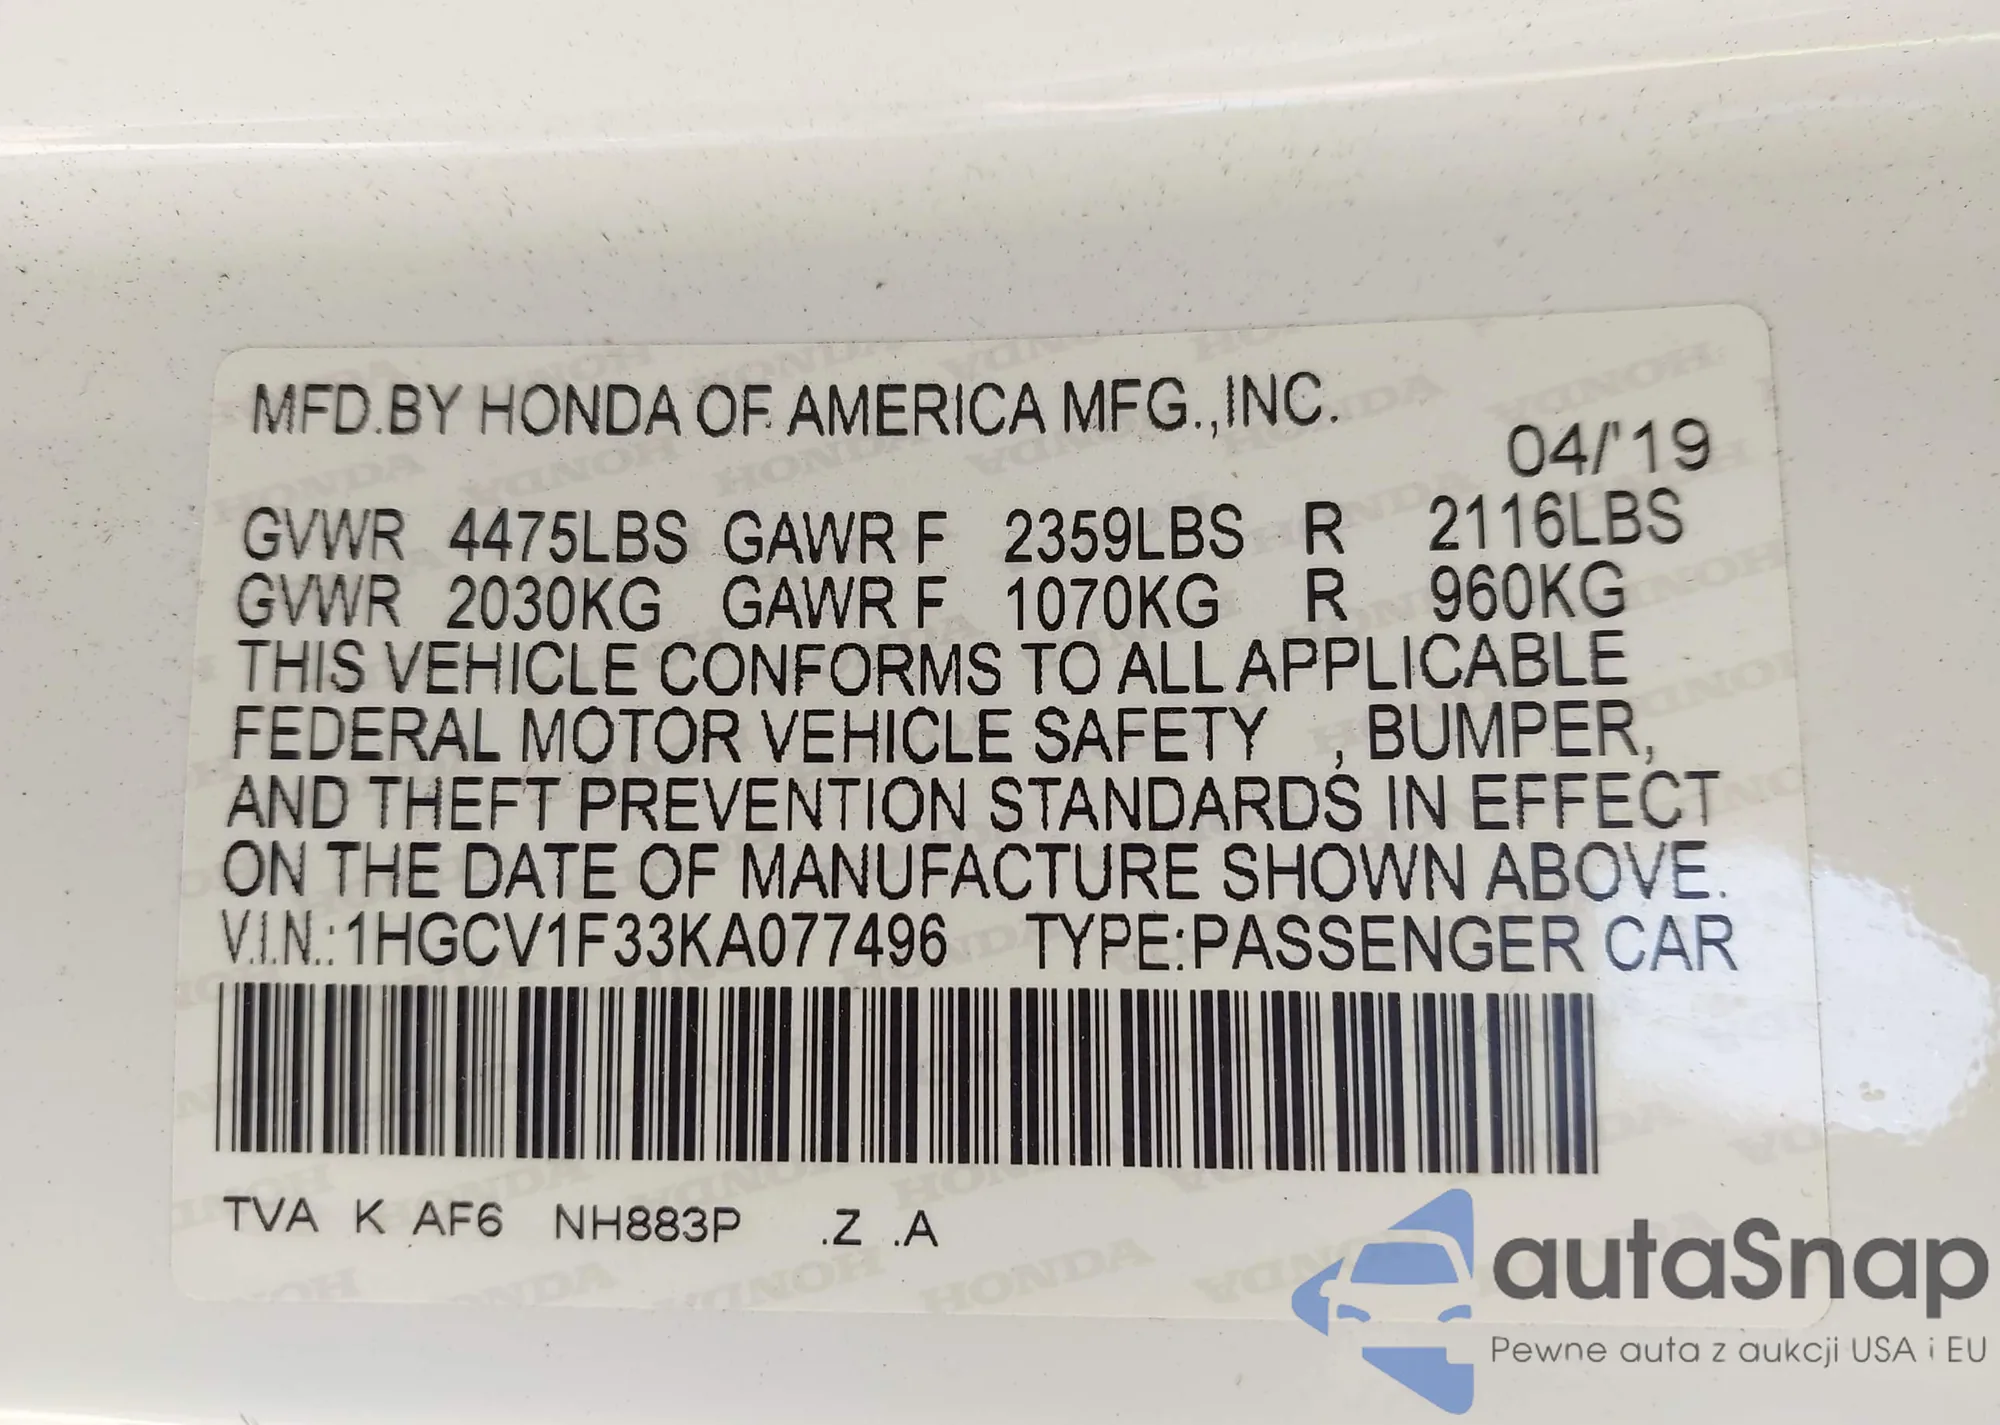 MFD.BY HONDA OF AMERICA MFG.,INC.
04/'19
GVWR 4475LBS GAWR F 2359LBS R 2116LBS
GVWR 2030KG GAWR F 1070KG R 960KG
THIS VEHICLE CONFORMS TO ALL APPLICABLE
FEDERAL MOTOR VEHICLE SAFETY , BUMPER,
AND THEFT PREVENTION STANDARDS IN EFFECT
ON THE DATE OF MANUFACTURE SHOWN ABOVE.
V.I.N.:1HGCV1F33KA077496 TYPE:PASSENGER CAR
TVA K AF6 NH883P .Z .A
autaSnap
Pewne auta z aukcji USA i EU